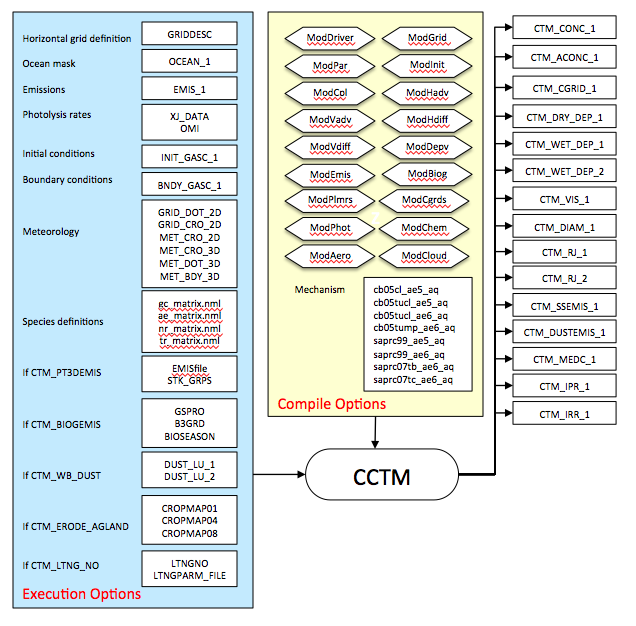 Horizontal grid definition
GRIDDESC
Ocean mask
OCEAN_1
Emissions
EMIS_1
Photolysis rates
XJ_DATA
OMI
Initial conditions
INIT_GASC_1
Boundary conditions
BNDY_GASC_1
Meteorology
GRID_DOT_2D
GRID_CRO_2D
MET_CRO_2D
MET_CRO_3D
MET_DOT_3D
MET_BDY_3D
Species definitions
gc_matrix.nml
ae_matrix.nml
nr_matrix.nml
tr_matrix.nml
If CTM_PT3DEMIS
EMISfile
STK_GRPS
If CTM_BIOGEMIS
GSPRO
B3GRD
BIOSEASON
If CTM_WB_DUST
DUST_LU_1
DUST_LU_2
If CTM_ERODE_AGLAND
CROPMAP01
CROPMAP04
CROPMAP08
If CTM_LTNG_NO
LTNGNO
LTNGPARM_FILE
Execution Options
ModDriver
ModGrid
ModPar
ModInit
ModCpl
ModHadv
ModVadv
ModHdiff
ModVdiff
ModDepv
ModEmis
ModBiog
ModPlmrs
ModCgrds
ModPhot
ModChem
ModAero
ModCloud
Mechanism
cb05cl_ae5_aq
cb05tucl_ae5_aq
cb05tucl_ae6_aq
cb05tump_ae6_aq
saprc99_ae5_aq
saprc99_ae6_aq
saprc07tb_ae6_aq
saprc07tc_ae6_aq
Compile Options
CCTM
CTM_CONC_1
CTM_ACONC_1
CTM_CGRID_1
CTM_DRY_DEP_1
CTM_WET_DEP_1
CTM_WET_DEP_2
CTM_VIS_1
CTM_DIAM_1
CTM_RJ_1
CTM_RJ_2
CTM_SSEMIS_1
CTM_DUSTEMIS_1
CTM_MEDC_1
CTM_IPR_1
CTM_IRR_1